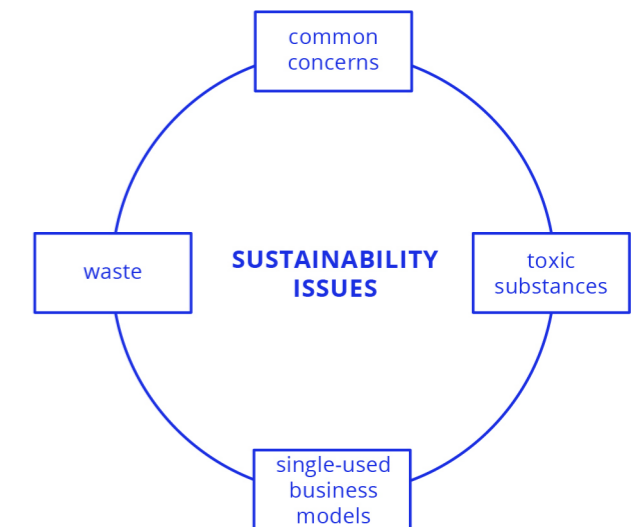 common
concerns
waste
SUSTAINABILITY
ISSUES
toxic
substances
single-used
business
models